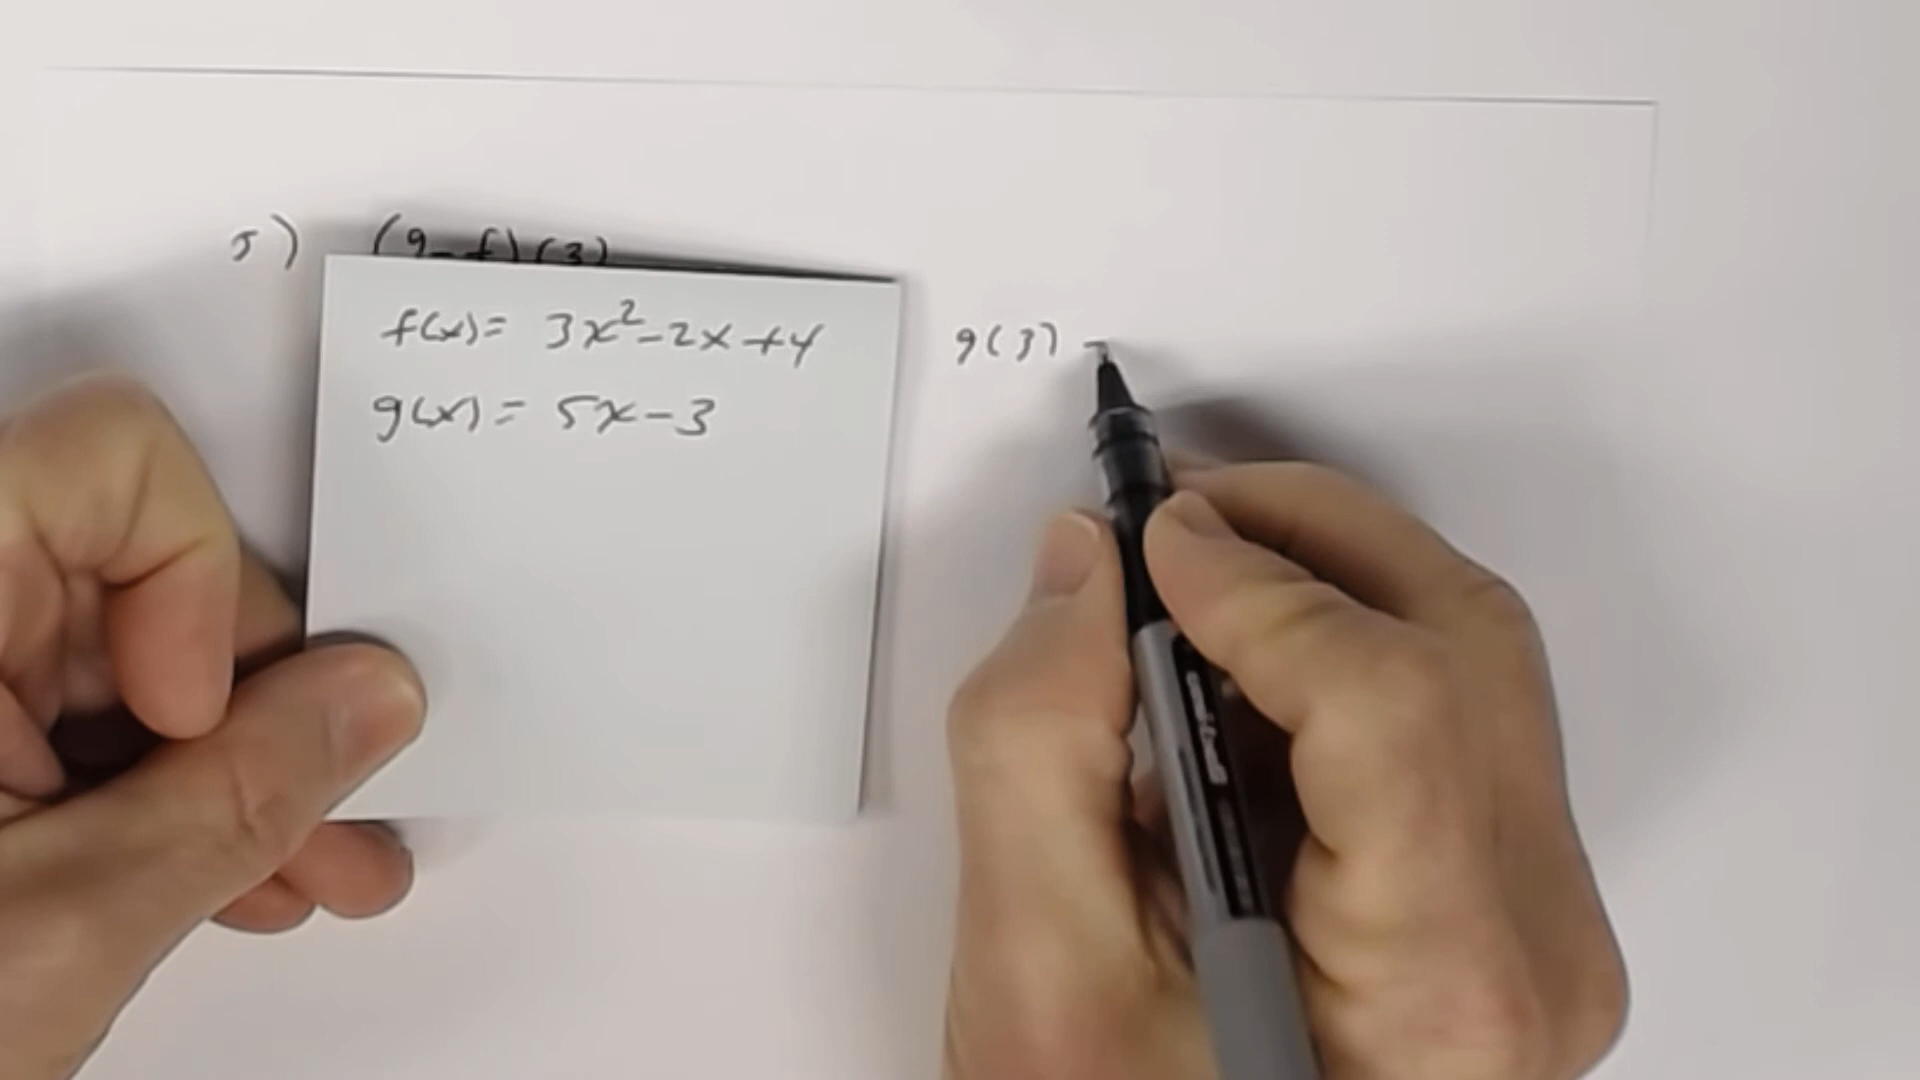 5) (g-f)(3)
f(x)= 3x²-2x+4
g(x)= 5x-3
g(3) =